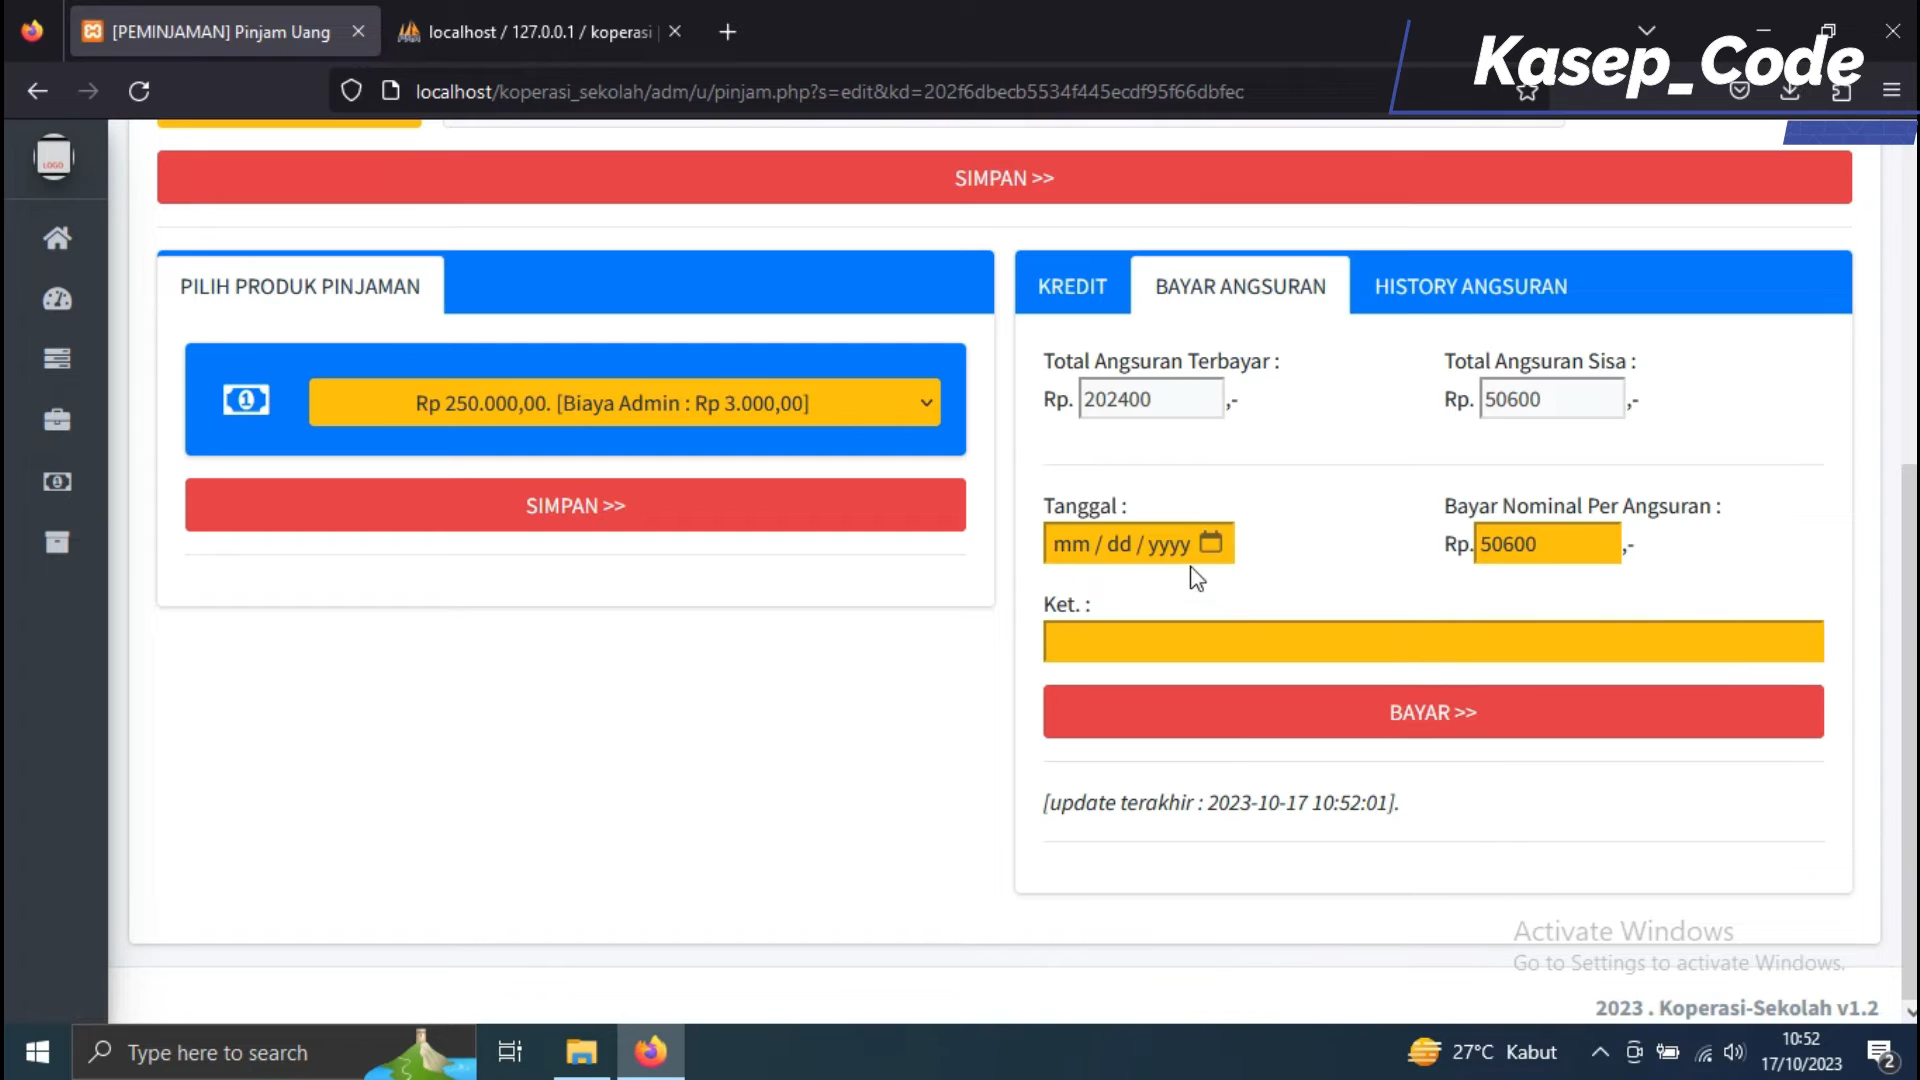 [PEMINJAMAN] Pinjam Uang
localhost / 127.0.0.1 / koperasi
Kasep_Code
localhost/koperasi_sekolah/adm/u/pinjam.php?s=edit&kd=202f6dbecb5534f445ecdf95f66dbfec
LOGO
SIMPAN >>
PILIH PRODUK PINJAMAN
KREDIT
BAYAR ANGSURAN
HISTORY ANGSURAN
Rp 250.000,00. [Biaya Admin : Rp 3.000,00]
SIMPAN >>
Total Angsuran Terbayar :
Rp. 202400 ,-
Total Angsuran Sisa :
Rp. 50600 ,-
Tanggal :
mm / dd / yyyy
Bayar Nominal Per Angsuran :
Rp. 50600 ,-
Ket. :
BAYAR >>
[update terakhir : 2023-10-17 10:52:01].
Activate Windows
Go to Settings to activate Windows.
2023 . Koperasi-Sekolah v1.2
Type here to search
27°C Kabut
10:52
17/10/2023
2